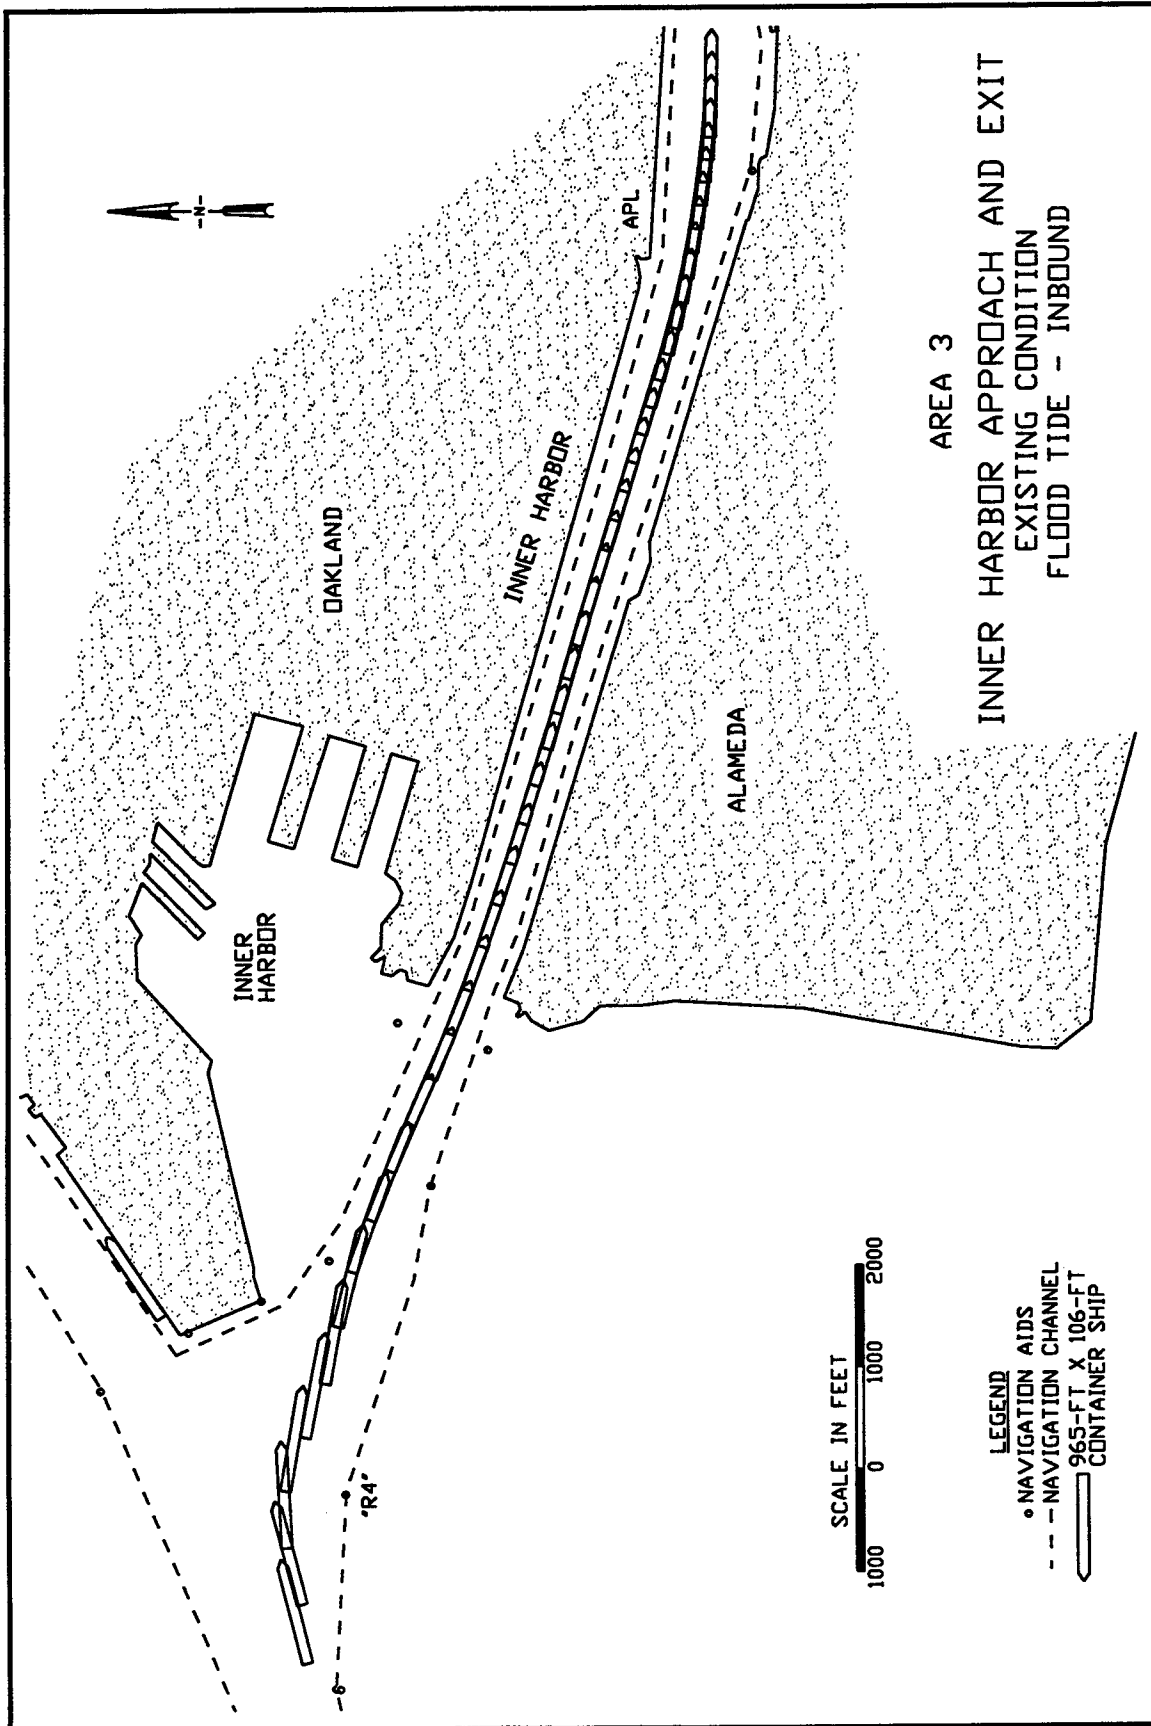 -N-
APL
OAKLAND
INNER HARBOR
INNER
HARBOR
ALAMEDA
"R4"
6
AREA 3
INNER HARBOR APPROACH AND EXIT
EXISTING CONDITION
FLOOD TIDE - INBOUND
SCALE IN FEET
1000 0 1000 2000
LEGEND
NAVIGATION AIDS
NAVIGATION CHANNEL
965-FT X 106-FT
CONTAINER SHIP